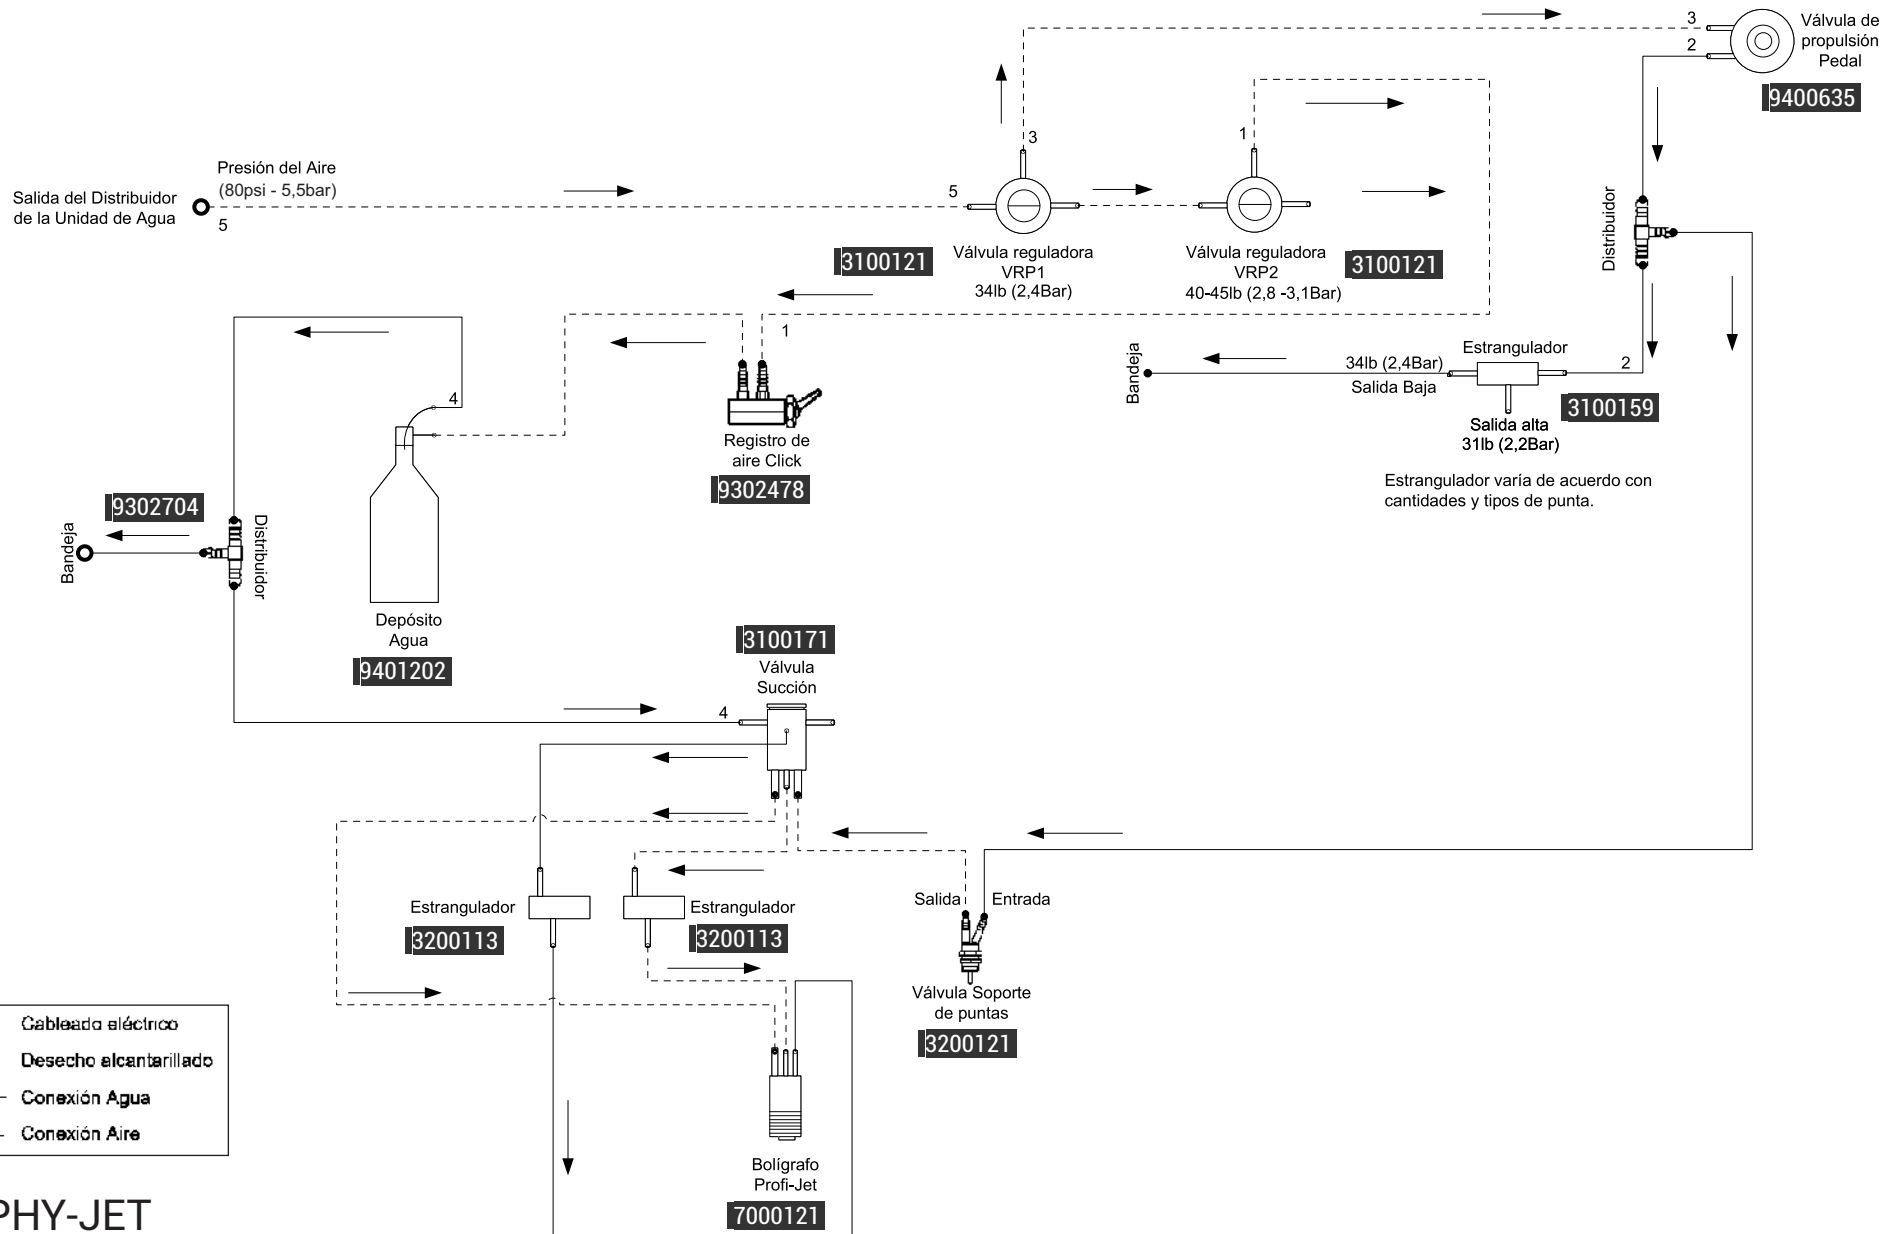 3
2
Válvula de
propulsión
Pedal
9400635
Presión del Aire
(80psi - 5,5bar)
Salida del Distribuidor
de la Unidad de Agua
5
5
3
1
3100121
Válvula reguladora
VRP1
34lb (2,4Bar)
Válvula reguladora
VRP2
40-45lb (2,8 -3,1Bar)
3100121
Distribuidor
1
Bandeja
34lb (2,4Bar)
Salida Baja
Estrangulador
2
3100159
Salida alta
31lb (2,2Bar)
Estrangulador varía de acuerdo con
cantidades y tipos de punta.
4
Registro de
aire Click
9302478
9302704
Bandeja
Distribuidor
Depósito
Agua
9401202
3100171
Válvula
Succión
4
Estrangulador
3200113
Estrangulador
3200113
Salida
Entrada
Válvula Soporte
de puntas
3200121
Bolígrafo
Profi-Jet
7000121
Cableado eléctrico
Desecho alcantarillado
Conexión Agua
Conexión Aire
PHY-JET